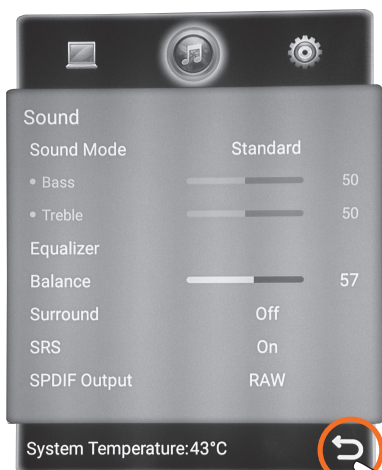 Sound
Sound Mode Standard
• Bass 50
• Treble 50
Equalizer
Balance 57
Surround Off
SRS On
SPDIF Output RAW
System Temperature:43°C